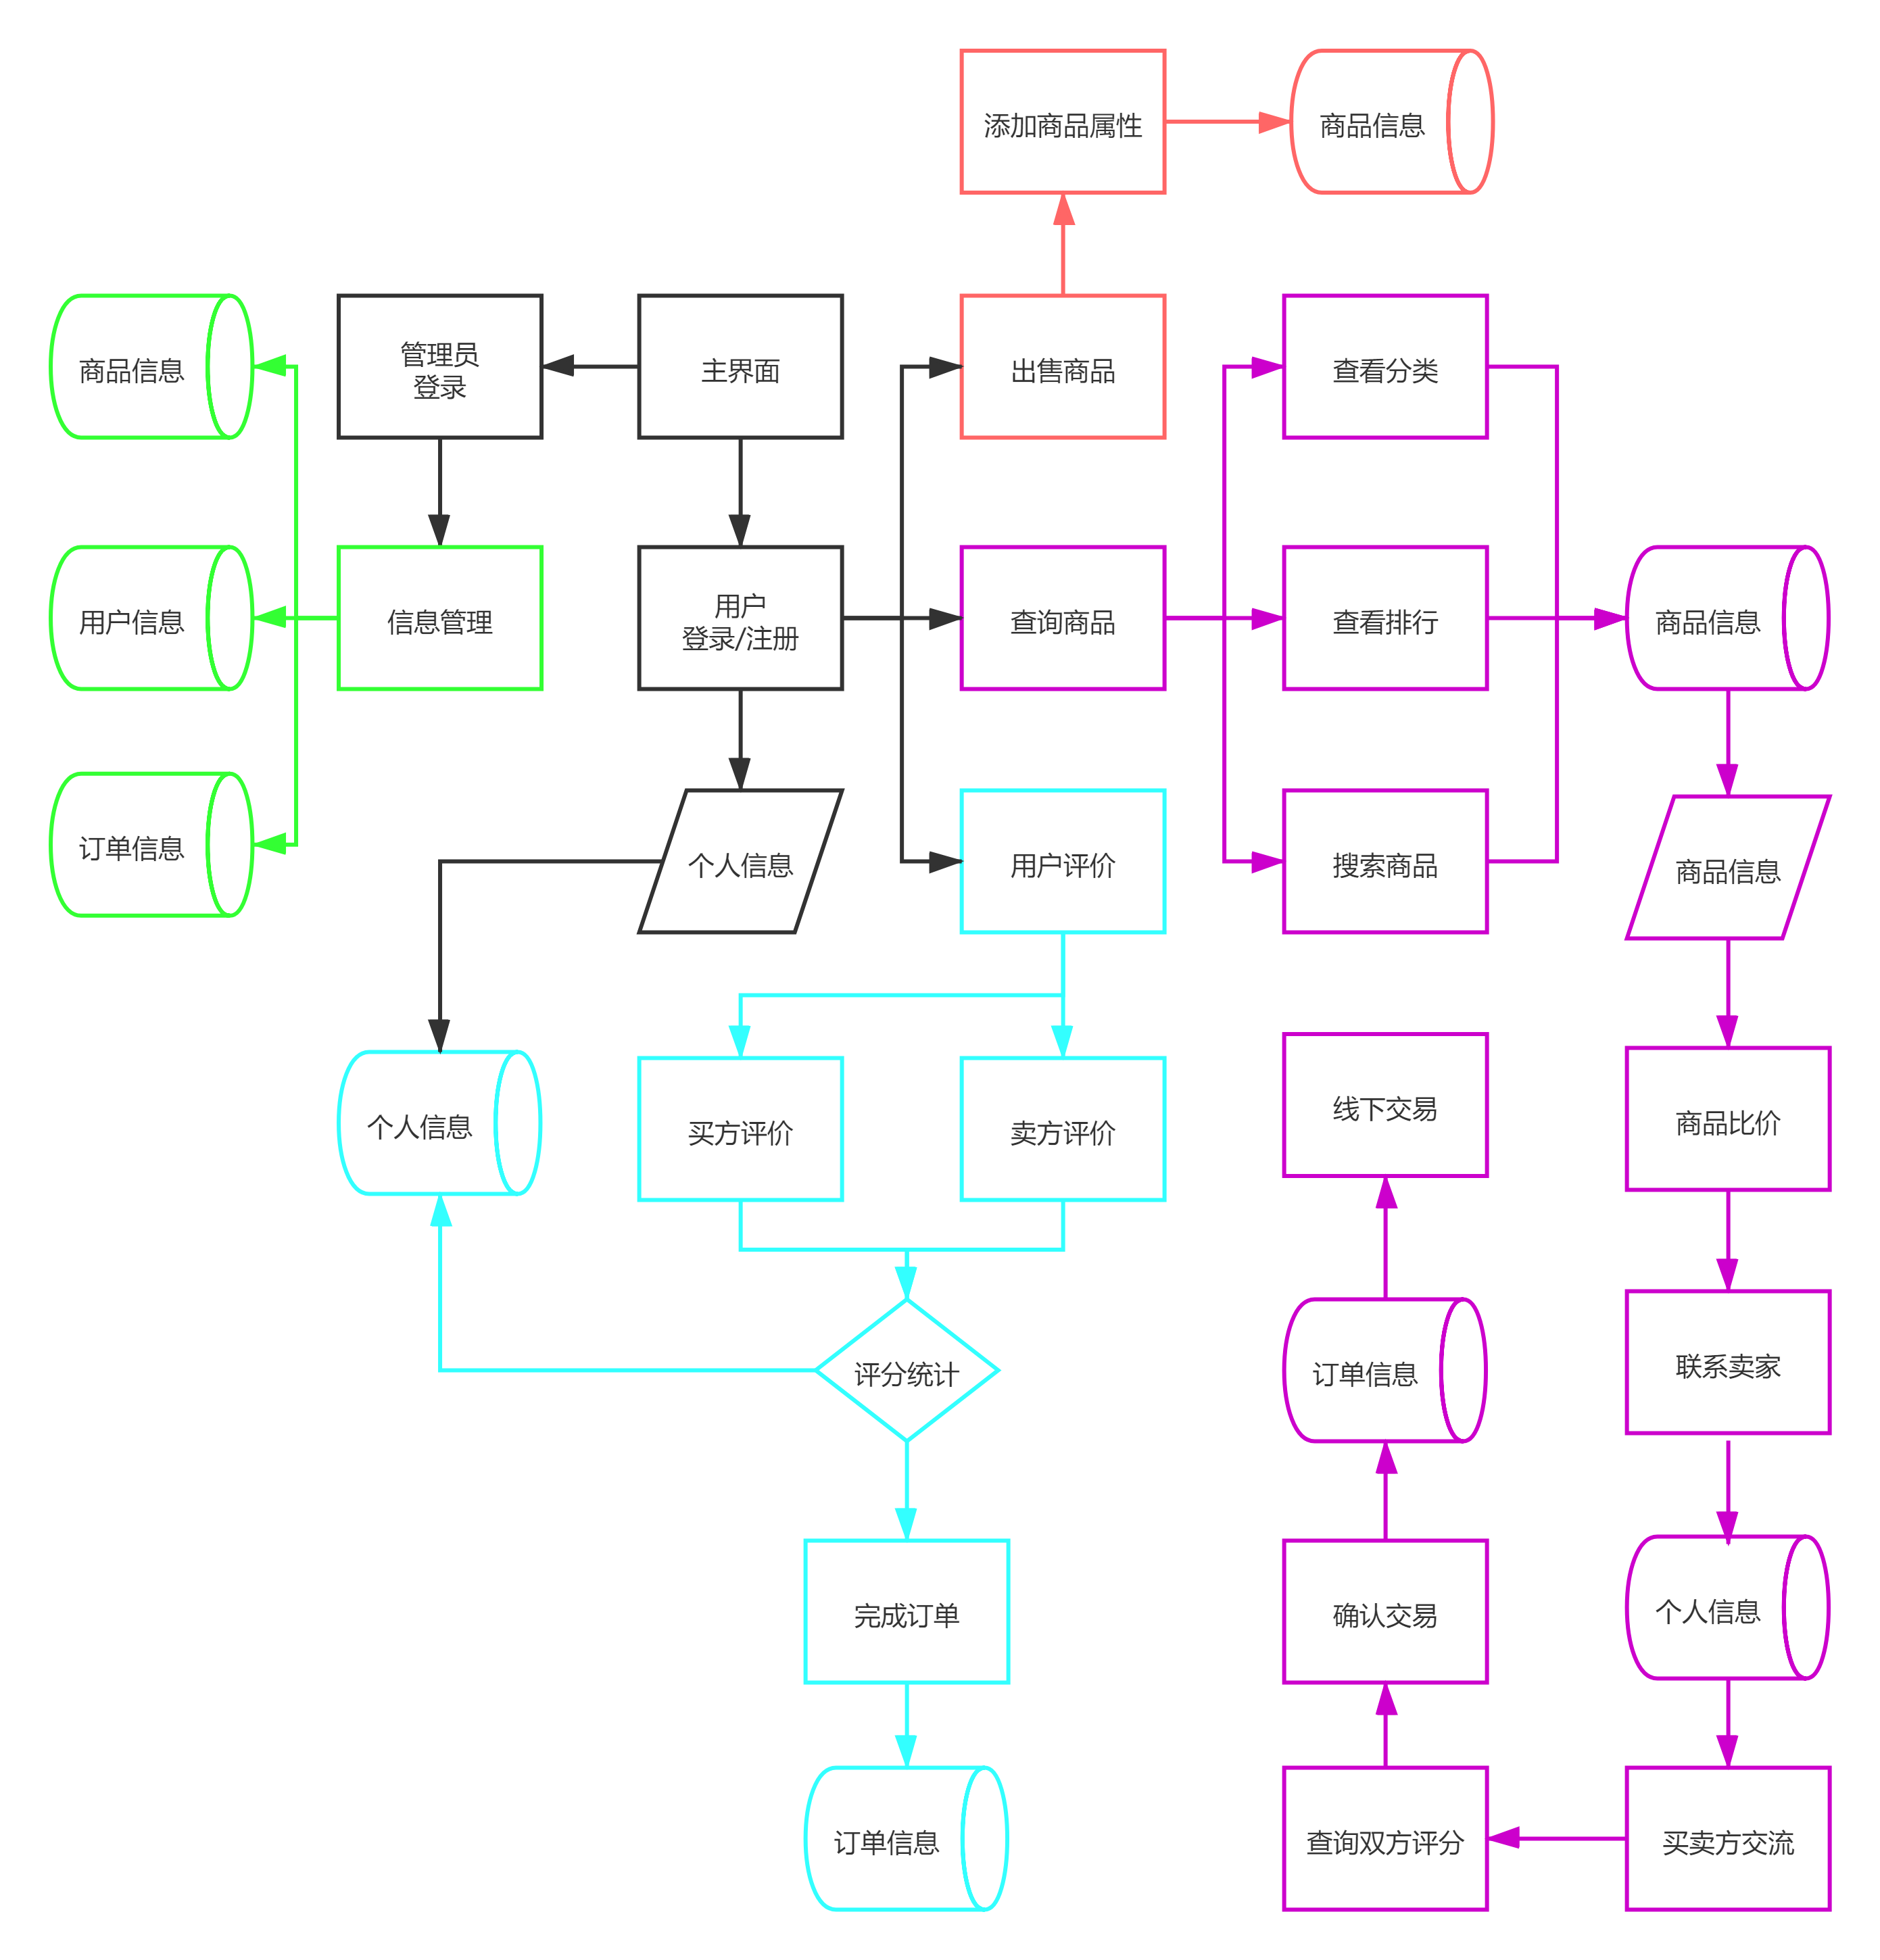 添加商品属性
商品信息
商品信息
管理员
登录
主界面
出售商品
查看分类
用户信息
信息管理
用户
登录/注册
查询商品
查看排行
商品信息
订单信息
个人信息
用户评价
搜索商品
商品信息
个人信息
买方评价
卖方评价
线下交易
商品比价
评分统计
订单信息
联系卖家
完成订单
确认交易
个人信息
订单信息
查询双方评分
买卖方交流